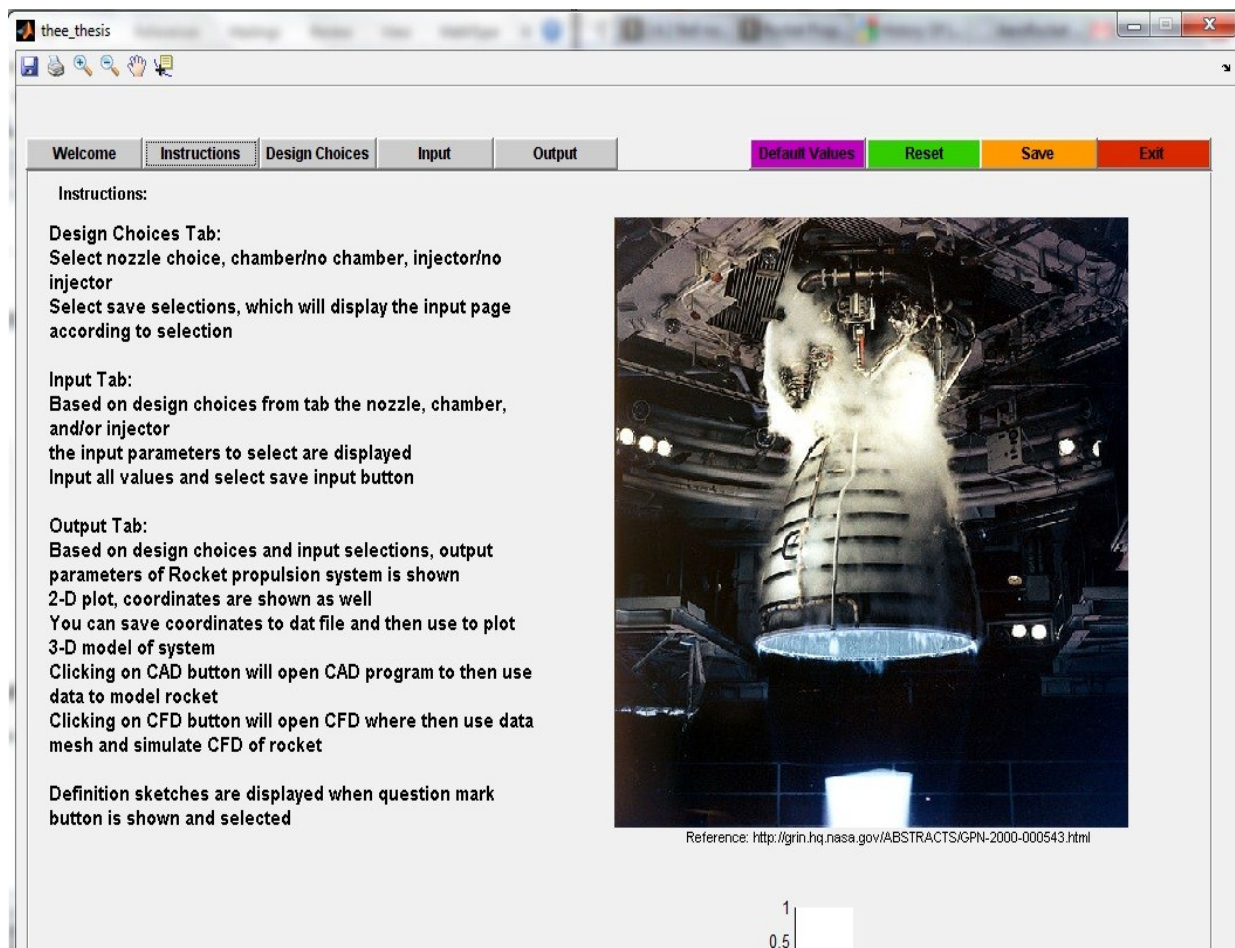 thee_thesis
Welcome Instructions Design Choices Input Output Default Values Reset Save Exit
Instructions:
Design Choices Tab:
Select nozzle choice, chamber/no chamber, injector/no
injector
Select save selections, which will display the input page
according to selection
Input Tab:
Based on design choices from tab the nozzle, chamber,
and/or injector
the input parameters to select are displayed
Input all values and select save input button
Output Tab:
Based on design choices and input selections, output
parameters of Rocket propulsion system is shown
2-D plot, coordinates are shown as well
You can save coordinates to dat file and then use to plot
3-D model of system
Clicking on CAD button will open CAD program to then use
data to model rocket
Clicking on CFD button will open CFD where then use data
mesh and simulate CFD of rocket
Definition sketches are displayed when question mark
button is shown and selected
Reference: http://grin.hq.nasa.gov/ABSTRACTS/GPN-2000-000543.html
1
0.5